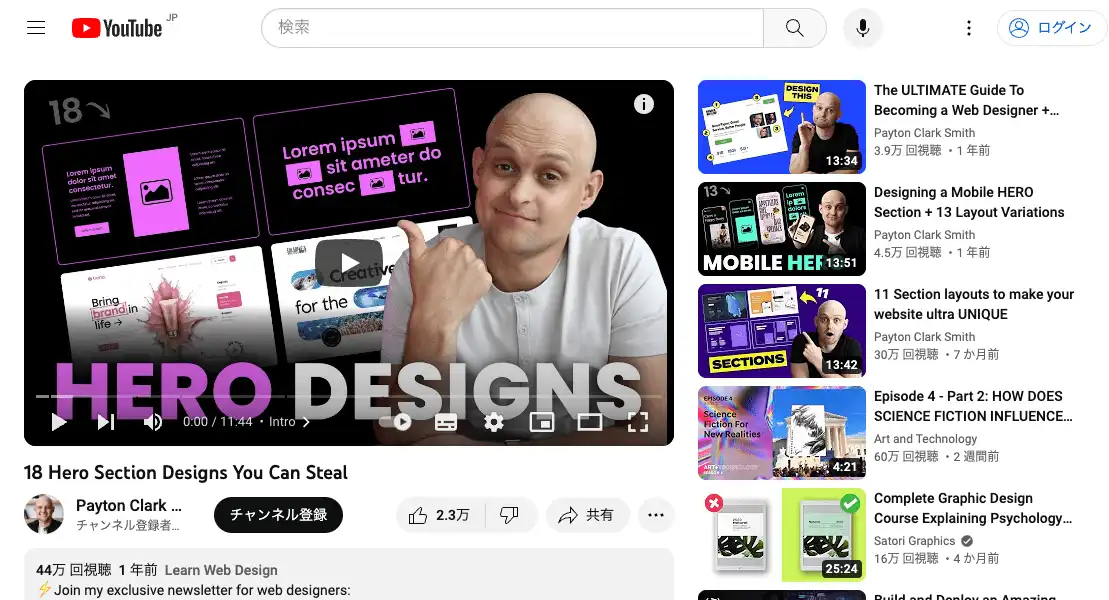 YouTube JP
検索
ログイン
18
Lorem ipsum
dolor sit amet
consectetur.
Lorem ipsum
sit ameter do
consec tur.
Bring
brand in
life →
Creative
for the
HERO DESIGNS
0:00 / 11:44 • Intro
18 Hero Section Designs You Can Steal
Payton Clark ...
チャンネル登録者...
チャンネル登録
2.3万
共有
44万 回視聴 1 年前 Learn Web Design
⚡Join my exclusive newsletter for web designers:
DESIGN
THIS
13:34
The ULTIMATE Guide To
Becoming a Web Designer +...
Payton Clark Smith
3.9万 回視聴 • 1 年前
13
MOBILE HER
13:51
Designing a Mobile HERO
Section + 13 Layout Variations
Payton Clark Smith
4.5万 回視聴 • 1 年前
11
SECTIONS
13:42
11 Section layouts to make your
website ultra UNIQUE
Payton Clark Smith
30万 回視聴 • 7 か月前
EPISODE 4
Science
Fiction For
New Realities
4:21
Episode 4 - Part 2: HOW DOES
SCIENCE FICTION INFLUENCE...
Art and Technology
60万 回視聴 • 2 週間前
25:24
Complete Graphic Design
Course Explaining Psychology...
Satori Graphics
16万 回視聴 • 4 か月前
Build and Deploy an Amazing